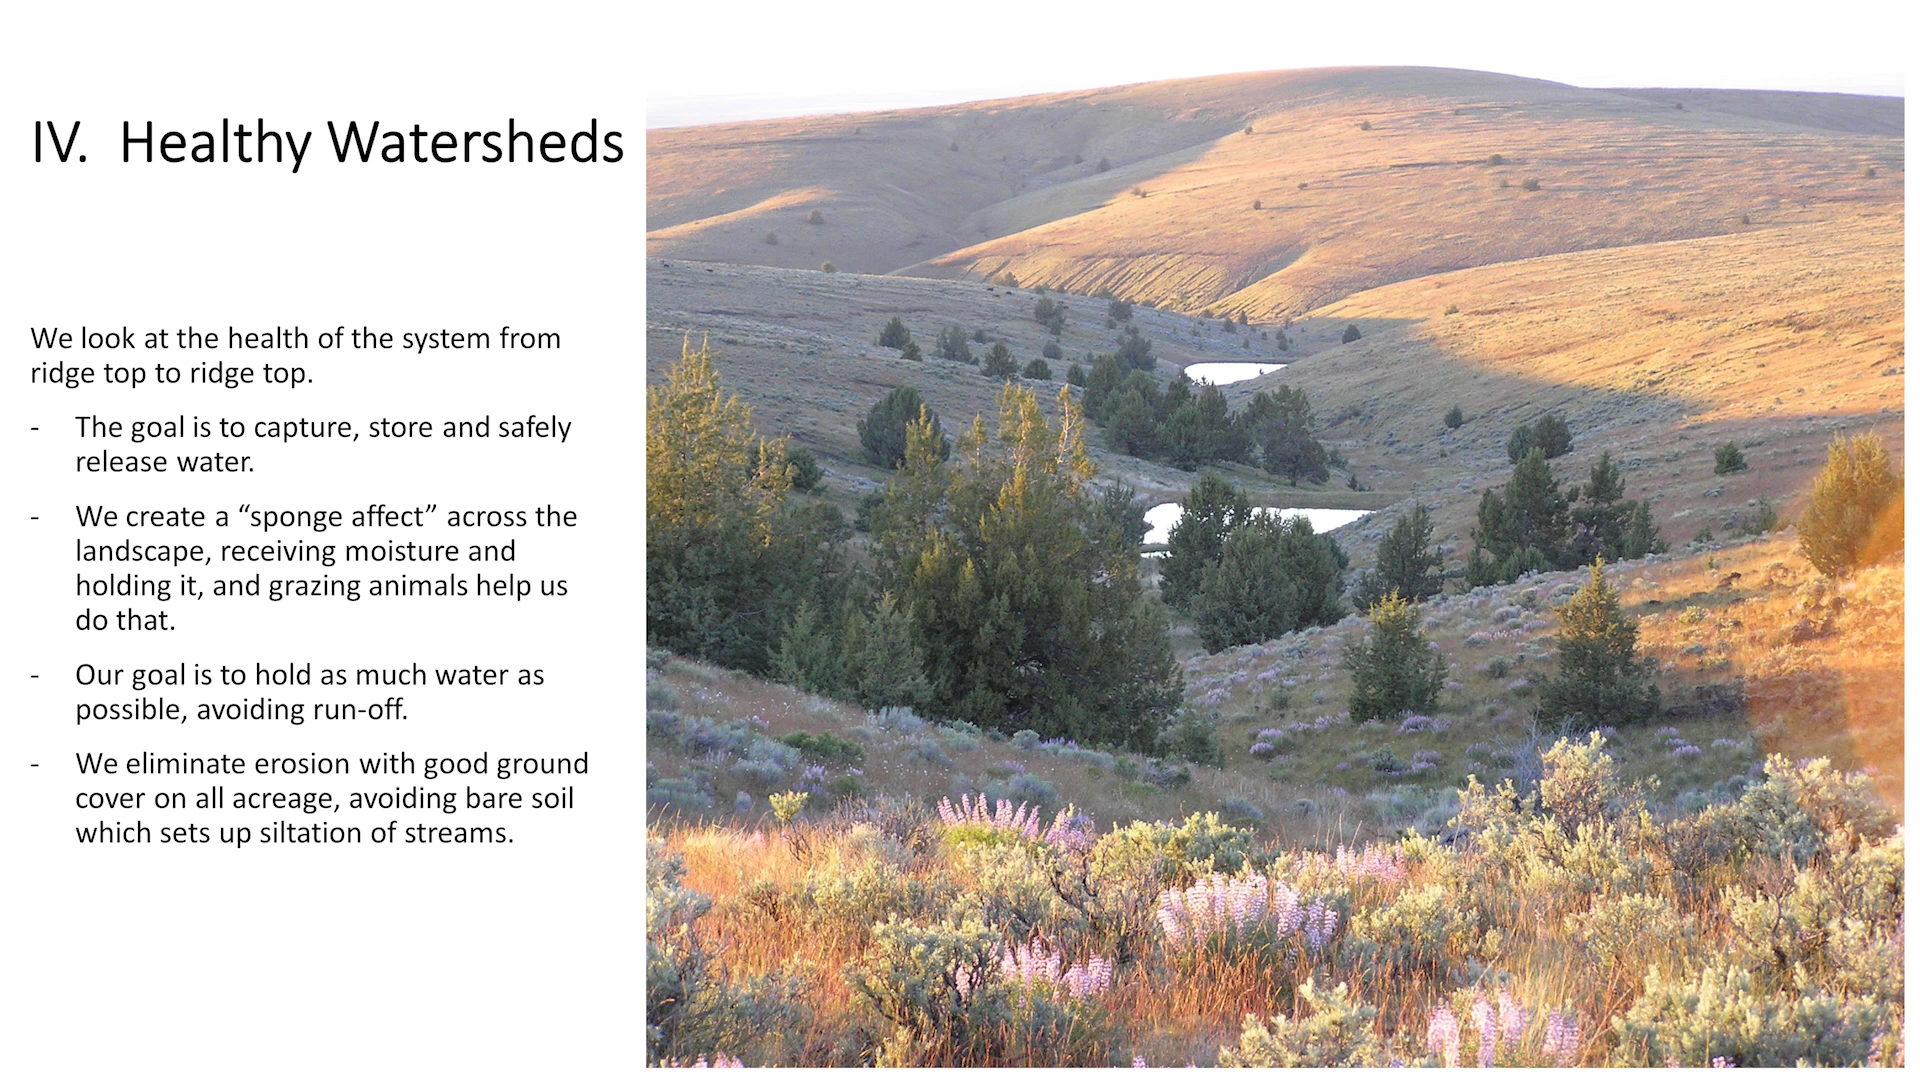 IV.  Healthy Watersheds
We look at the health of the system from
ridge top to ridge top.
- The goal is to capture, store and safely
release water.
- We create a “sponge affect” across the
landscape, receiving moisture and
holding it, and grazing animals help us
do that.
- Our goal is to hold as much water as
possible, avoiding run-off.
- We eliminate erosion with good ground
cover on all acreage, avoiding bare soil
which sets up siltation of streams.